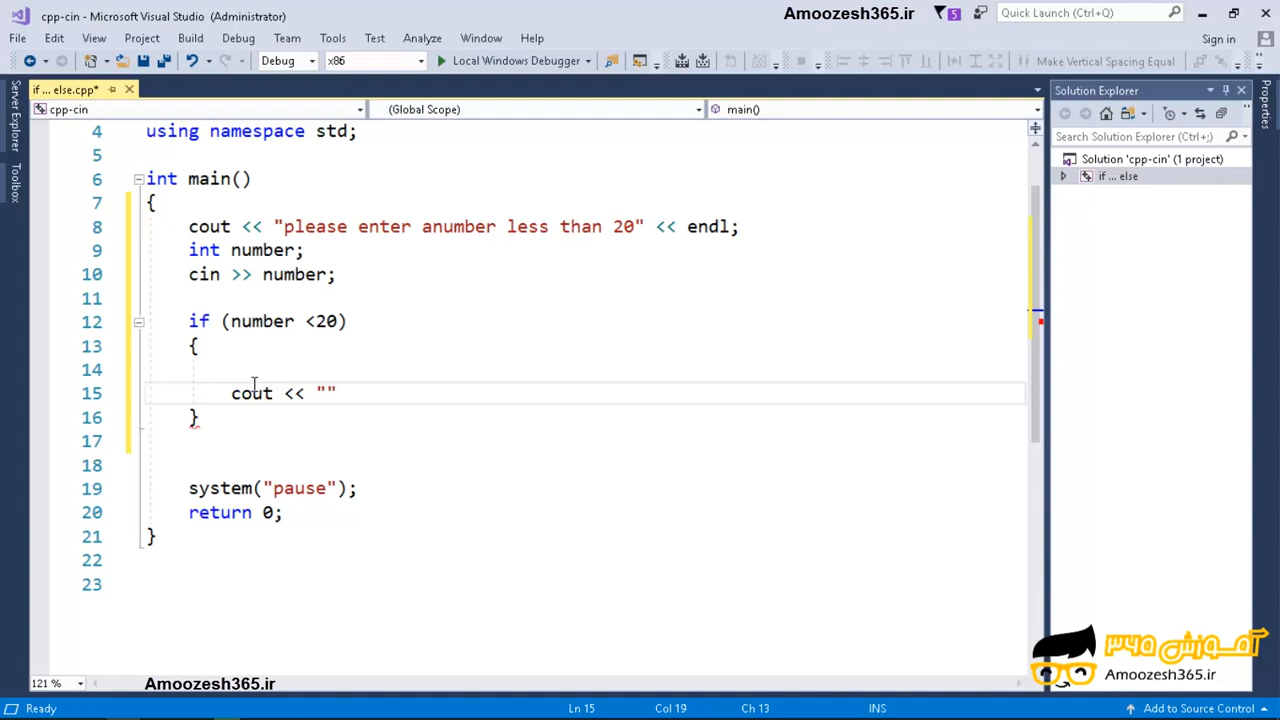 cpp-cin - Microsoft Visual Studio (Administrator)
Amoozesh365.ir
5
Quick Launch (Ctrl+Q)
File Edit View Project Build Debug Team Tools Test Analyze Window Help
Sign in
Debug x86 Local Windows Debugger Make Vertical Spacing Equal
if ... else.cpp*
cpp-cin (Global Scope) main()
Server Explorer
Toolbox
4 using namespace std;
5
6 int main()
7 {
8 cout << "please enter anumber less than 20" << endl;
9 int number;
10 cin >> number;
11
12 if (number <20)
13 {
14
15 cout << ""
16 }
17
18
19 system("pause");
20 return 0;
21 }
22
23
Solution Explorer
Search Solution Explorer (Ctrl+;)
Solution 'cpp-cin' (1 project)
if ... else
Properties
آموزش ۳۶۵
Amoozesh365.ir
121 %
Amoozesh365.ir
Ready Ln 15 Col 19 Ch 13 INS Add to Source Control